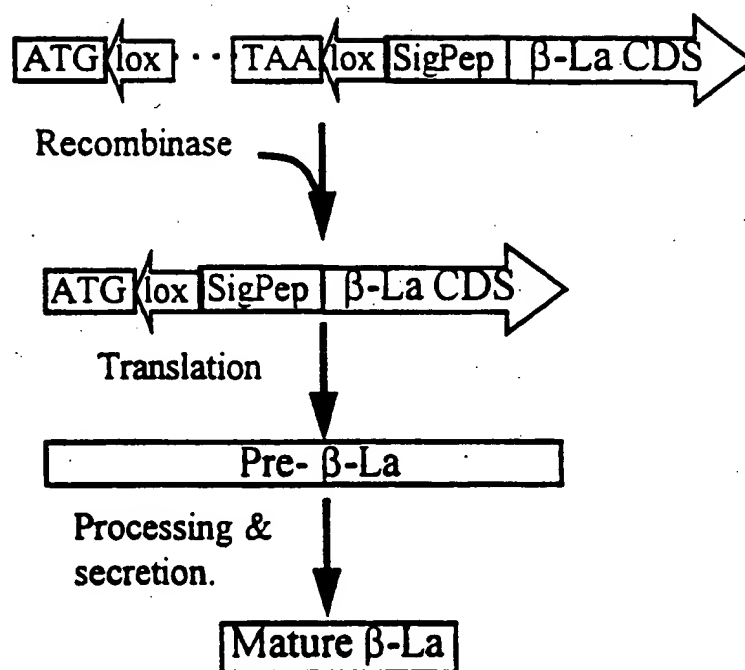 ATG lox · · TAA lox SigPep β-La CDS
Recombinase
ATG lox SigPep β-La CDS
Translation
Pre- β-La
Processing &
secretion.
Mature β-La